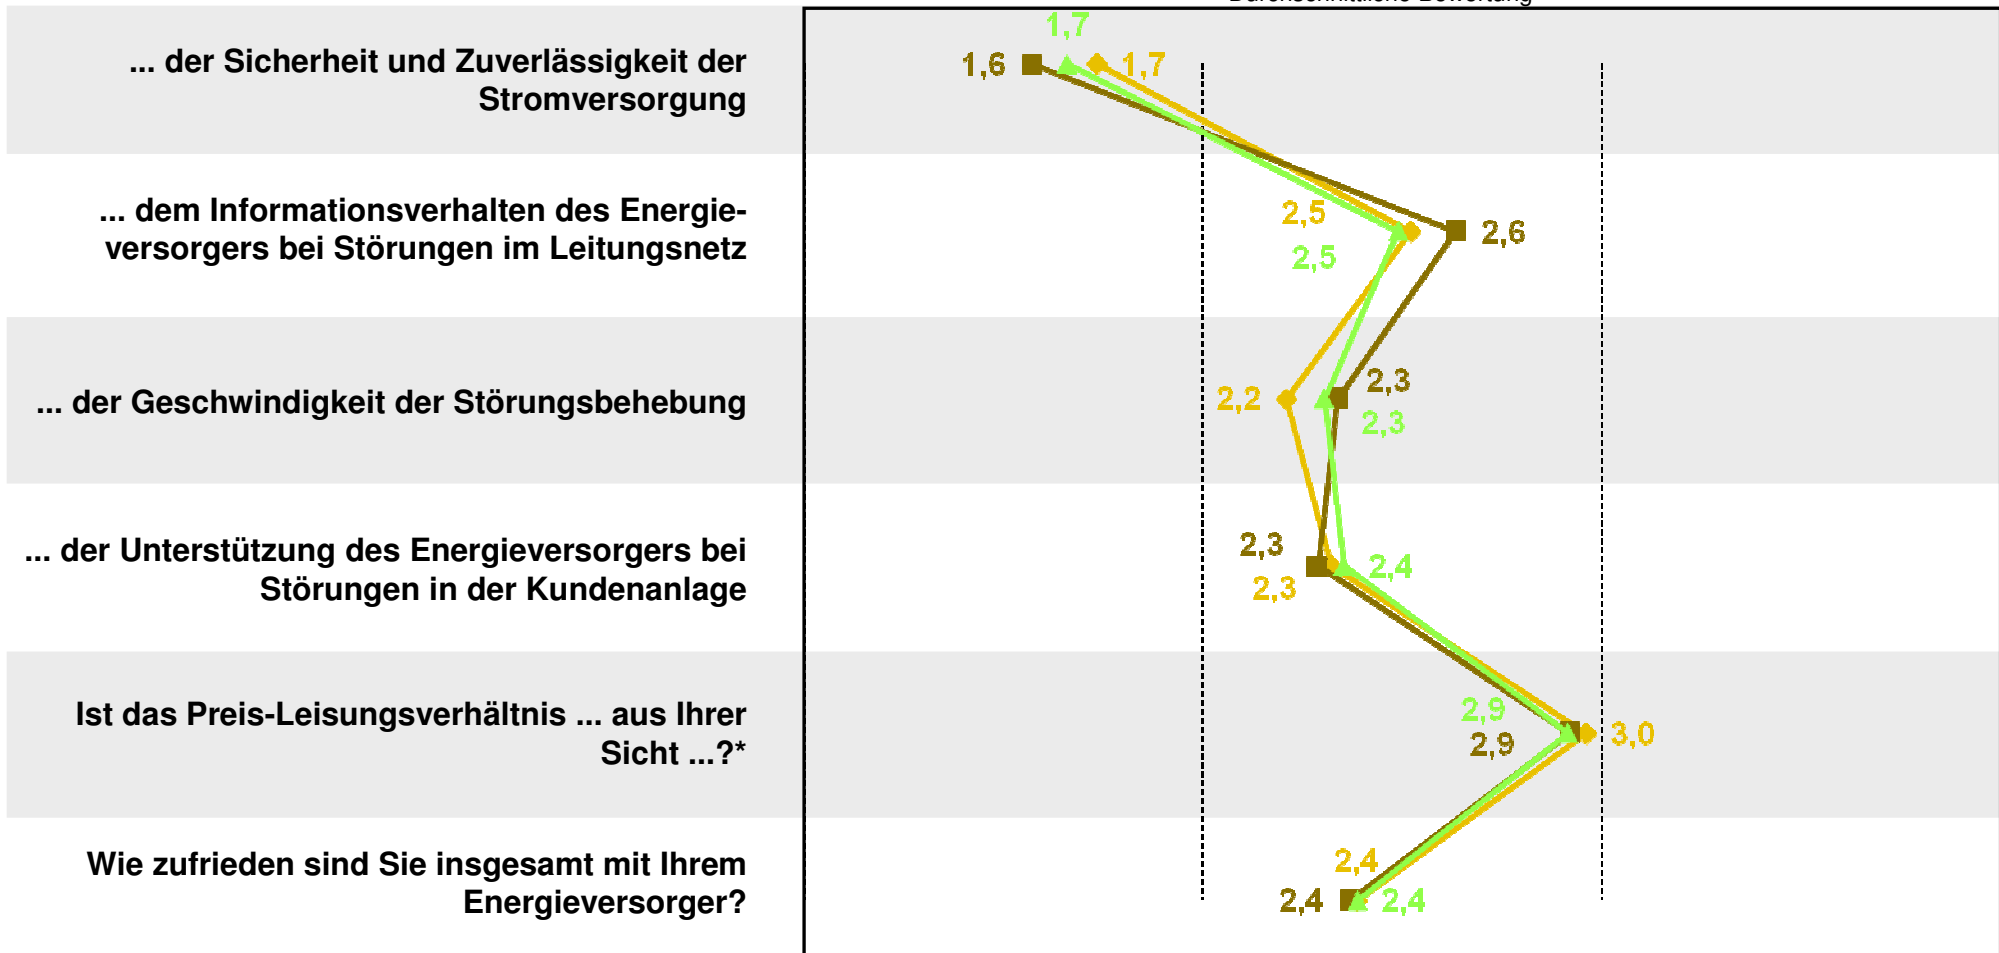 Durchschnittliche Bewertung
1,7
... der Sicherheit und Zuverlässigkeit der
Stromversorgung
1,6
1,7
... dem Informationsverhalten des Energie-
versorgers bei Störungen im Leitungsnetz
2,5
2,6
2,5
... der Geschwindigkeit der Störungsbehebung
2,2
2,3
2,3
... der Unterstützung des Energieversorgers bei
Störungen in der Kundenanlage
2,3
2,4
2,3
Ist das Preis-Leisungsverhältnis ... aus Ihrer
Sicht ...?*
2,9
3,0
2,9
Wie zufrieden sind Sie insgesamt mit Ihrem
Energieversorger?
2,4
2,4
2,4